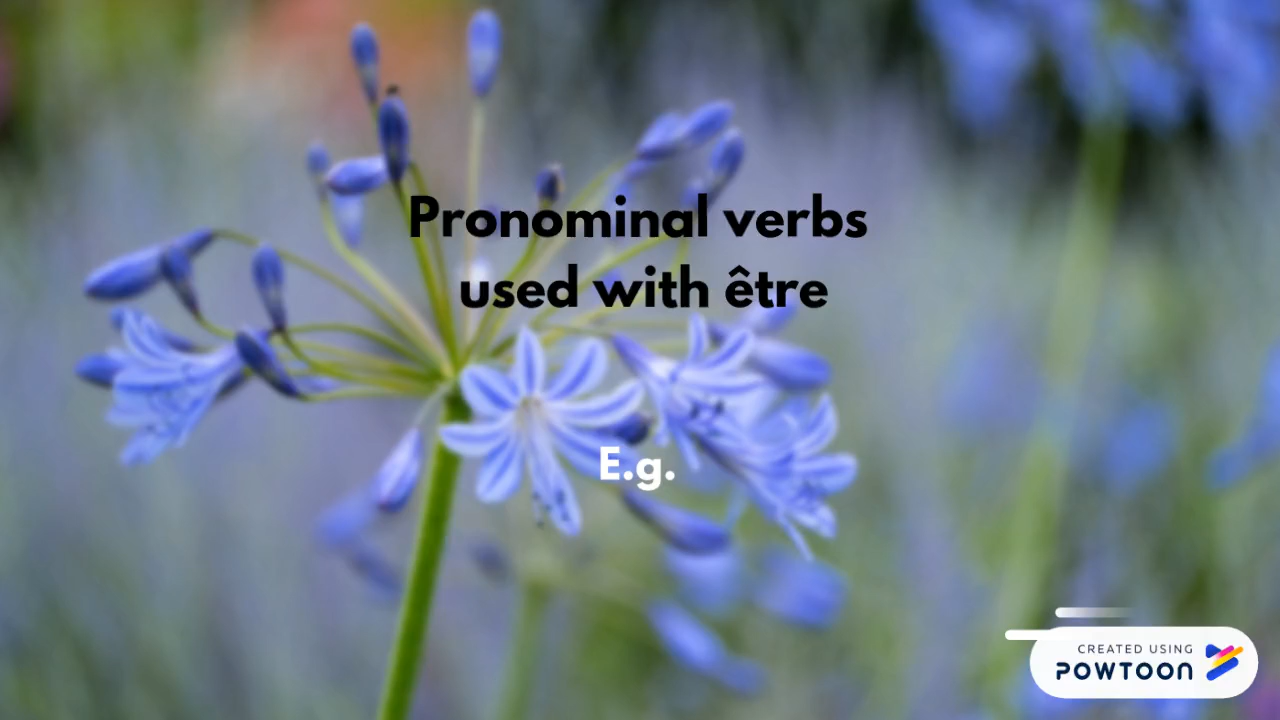 Pronominal verbs
used with être
E.g.
CREATED USING
POWTOON